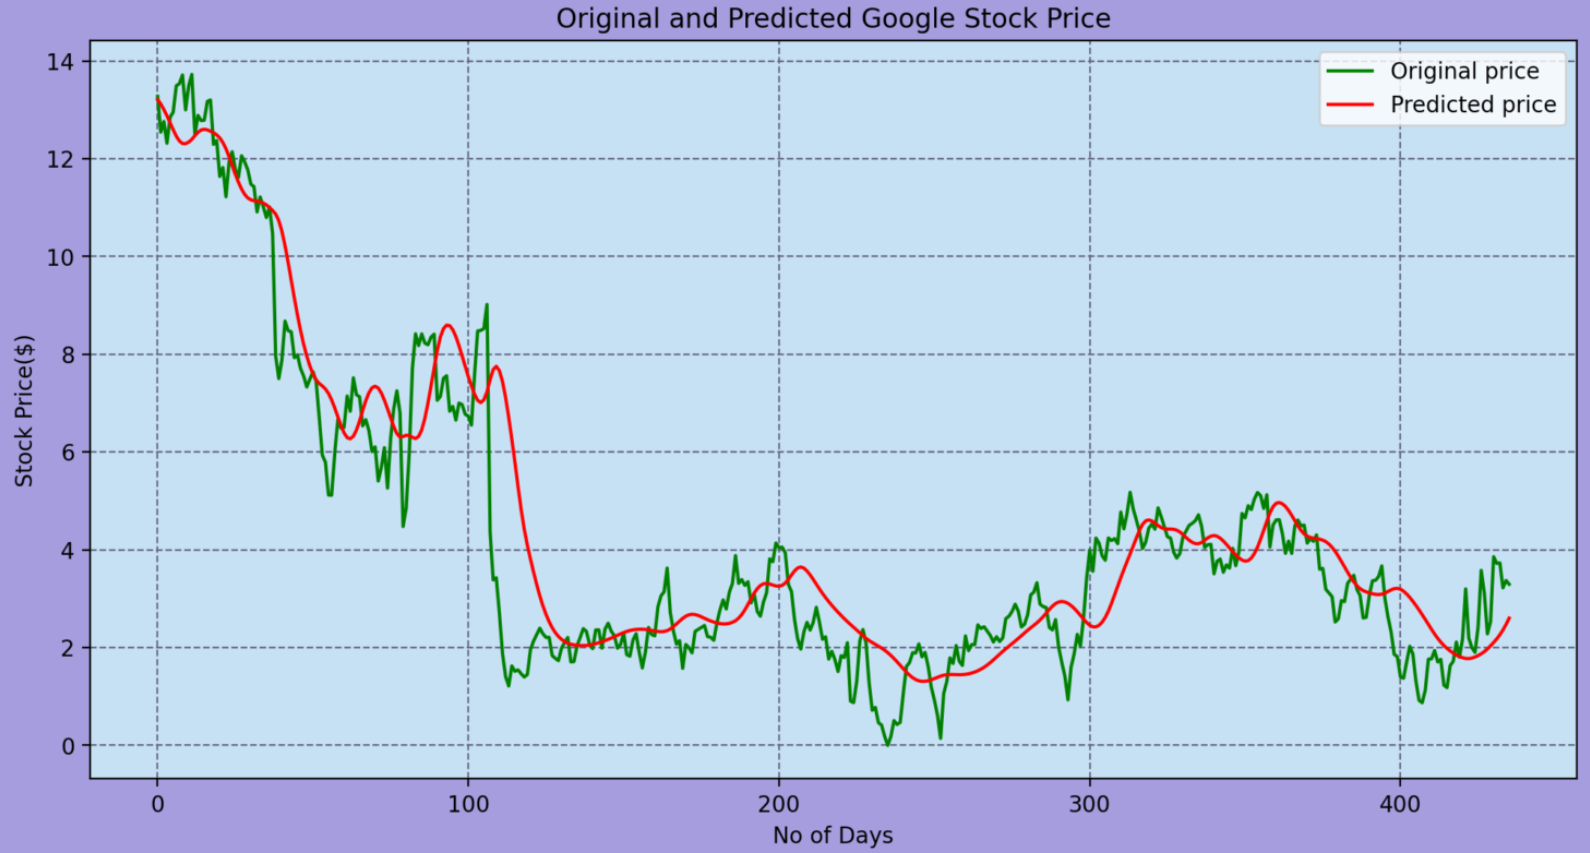 Original and Predicted Google Stock Price
Original price
Predicted price
Stock Price($)
14
12
10
8
6
4
2
0
0 100 200 300 400
No of Days